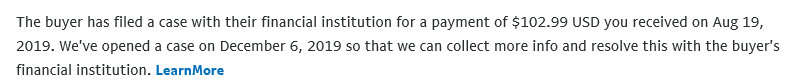 The buyer has filed a case with their financial institution for a payment of $102.99 USD you received on Aug 19,
2019. We've opened a case on December 6, 2019 so that we can collect more info and resolve this with the buyer's
financial institution. LearnMore